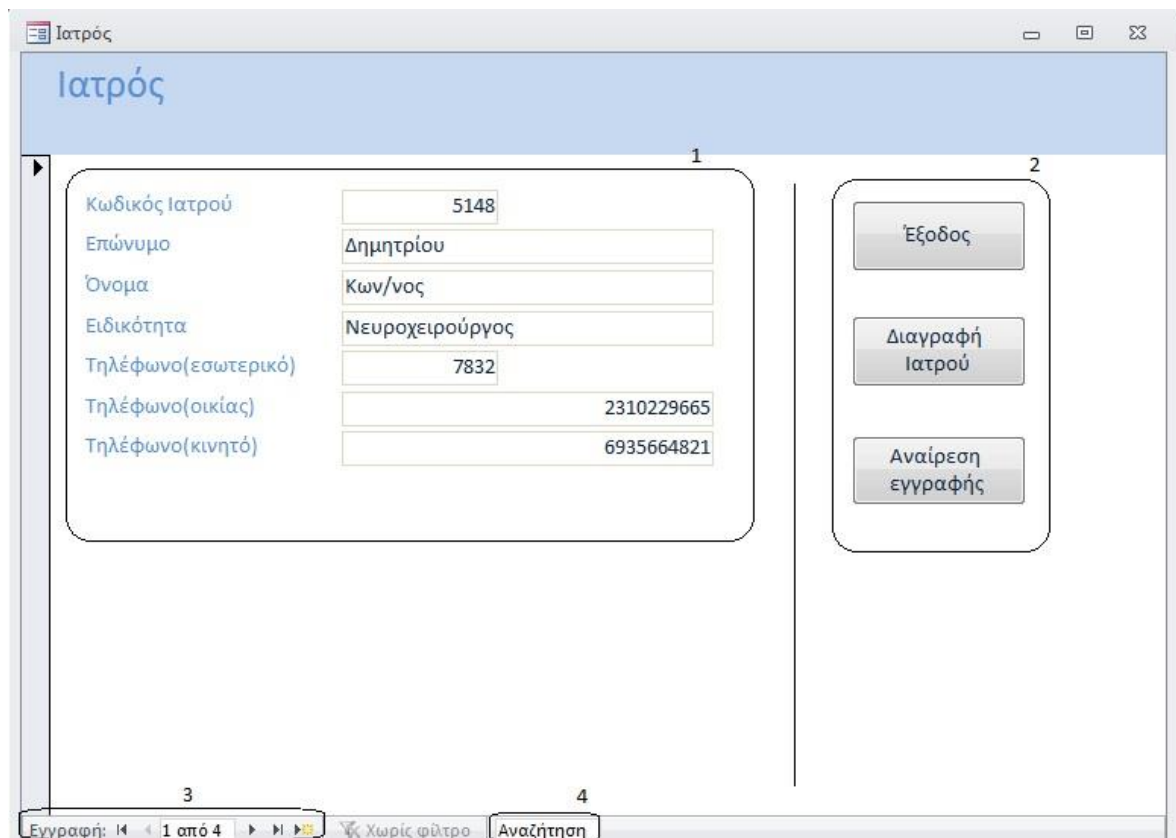 Ιατρός
Ιατρός
1
2
Κωδικός Ιατρού 5148
Επώνυμο Δημητρίου
Όνομα Κων/νος
Ειδικότητα Νευροχειρούργος
Τηλέφωνο(εσωτερικό) 7832
Τηλέφωνο(οικίας) 2310229665
Τηλέφωνο(κινητό) 6935664821
Έξοδος
Διαγραφή
Ιατρού
Αναίρεση
εγγραφής
3
4
Εγγραφή: 1 από 4 Χωρίς φίλτρο Αναζήτηση